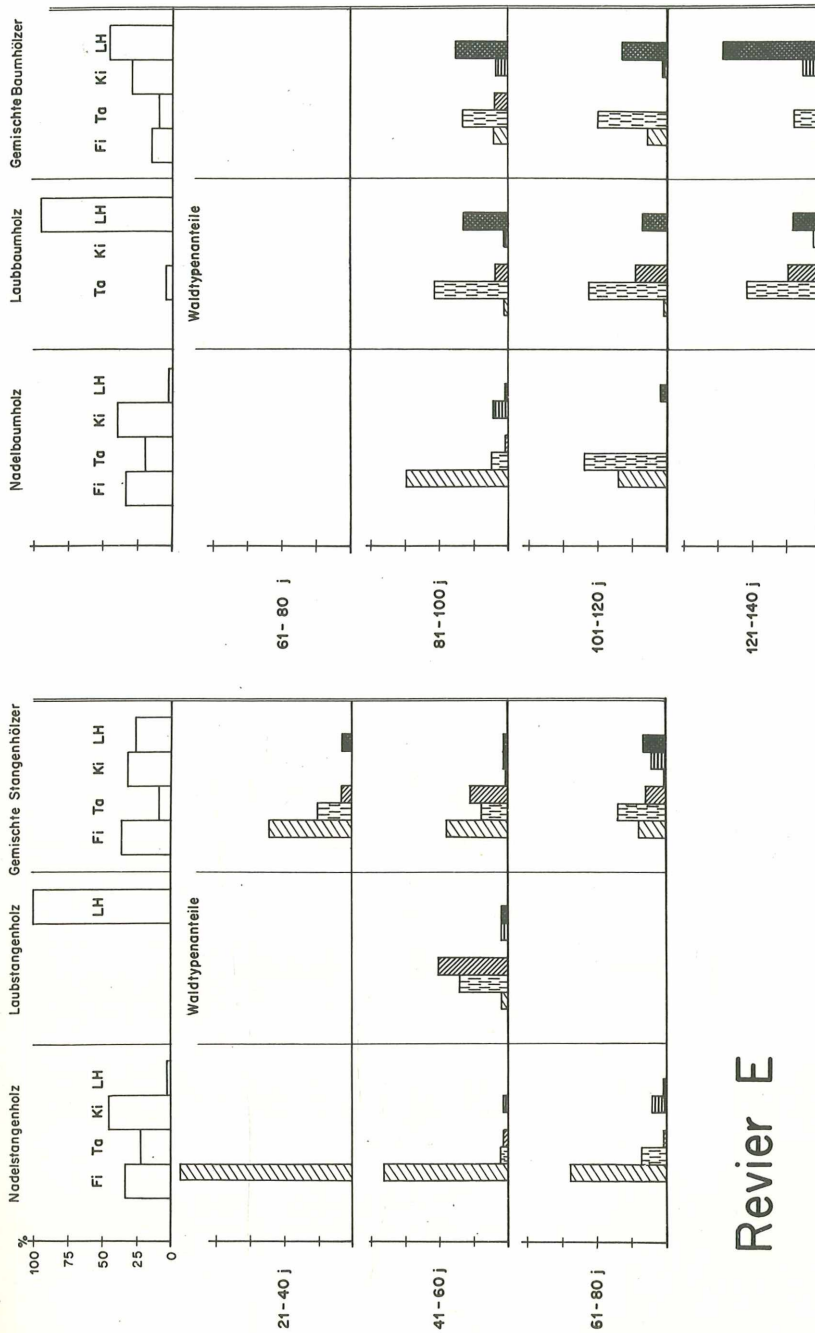 Nadelstangenholz Laubstangenholz Gemischte Stangenhölzer
%
100
75
50
25
0
Fi Ta Ki LH
LH
Fi Ta Ki LH
Waldtypenanteile
21-40 j
41-60 j
61-80 j
Revier E
Nadelbaumholz Laubbaumholz Gemischte Baumhölzer
Fi Ta Ki LH
Ta Ki LH
Fi Ta Ki LH
Waldtypenanteile
61-80 j
81-100 j
101-120 j
121-140 j